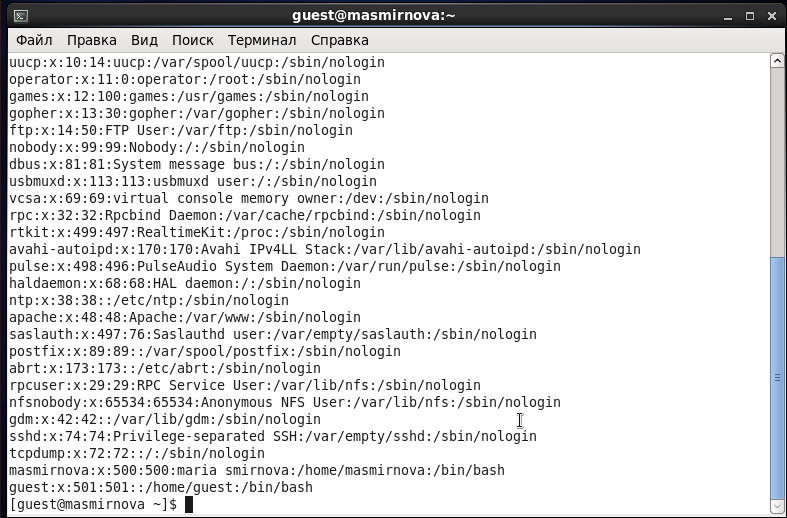 guest@masmirnova:~
Файл Правка Вид Поиск Терминал Справка
uucp:x:10:14:uucp:/var/spool/uucp:/sbin/nologin
operator:x:11:0:operator:/root:/sbin/nologin
games:x:12:100:games:/usr/games:/sbin/nologin
gopher:x:13:30:gopher:/var/gopher:/sbin/nologin
ftp:x:14:50:FTP User:/var/ftp:/sbin/nologin
nobody:x:99:99:Nobody:/:/sbin/nologin
dbus:x:81:81:System message bus:/:/sbin/nologin
usbmuxd:x:113:113:usbmuxd user:/:/sbin/nologin
vcsa:x:69:69:virtual console memory owner:/dev:/sbin/nologin
rpc:x:32:32:Rpcbind Daemon:/var/cache/rpcbind:/sbin/nologin
rtkit:x:499:497:RealtimeKit:/proc:/sbin/nologin
avahi-autoipd:x:170:170:Avahi IPv4LL Stack:/var/lib/avahi-autoipd:/sbin/nologin
pulse:x:498:496:PulseAudio System Daemon:/var/run/pulse:/sbin/nologin
haldaemon:x:68:68:HAL daemon:/:/sbin/nologin
ntp:x:38:38::/etc/ntp:/sbin/nologin
apache:x:48:48:Apache:/var/www:/sbin/nologin
saslauth:x:497:76:Saslauthd user:/var/empty/saslauth:/sbin/nologin
postfix:x:89:89::/var/spool/postfix:/sbin/nologin
abrt:x:173:173::/etc/abrt:/sbin/nologin
rpcuser:x:29:29:RPC Service User:/var/lib/nfs:/sbin/nologin
nfsnobody:x:65534:65534:Anonymous NFS User:/var/lib/nfs:/sbin/nologin
gdm:x:42:42::/var/lib/gdm:/sbin/nologin
sshd:x:74:74:Privilege-separated SSH:/var/empty/sshd:/sbin/nologin
tcpdump:x:72:72::/:/sbin/nologin
masmirnova:x:500:500:maria smirnova:/home/masmirnova:/bin/bash
guest:x:501:501::/home/guest:/bin/bash
[guest@masmirnova ~]$